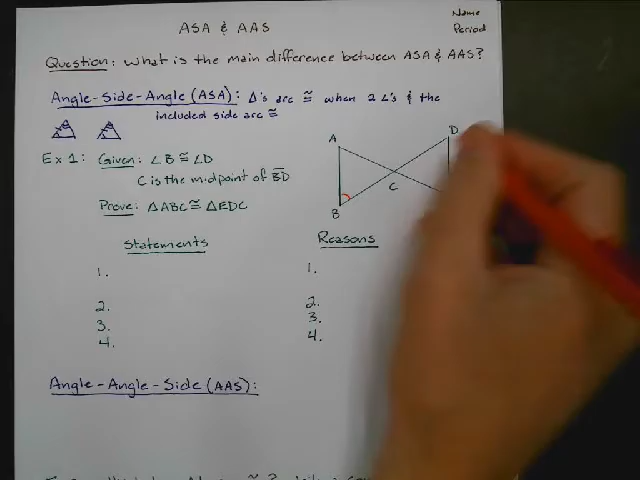 ASA & AAS
Name
Period
Question: What is the main difference between ASA & AAS?
Angle-Side-Angle (ASA): Δ's are ≅ when 2 ∠'s & the
included side are ≅
Ex 1: Given: ∠B ≅ ∠D
C is the midpoint of BD
Prove: ΔABC ≅ ΔEDC
A
D
C
B
Statements
Reasons
1.
1.
2.
2.
3.
3.
4.
4.
Angle-Angle-Side (AAS):